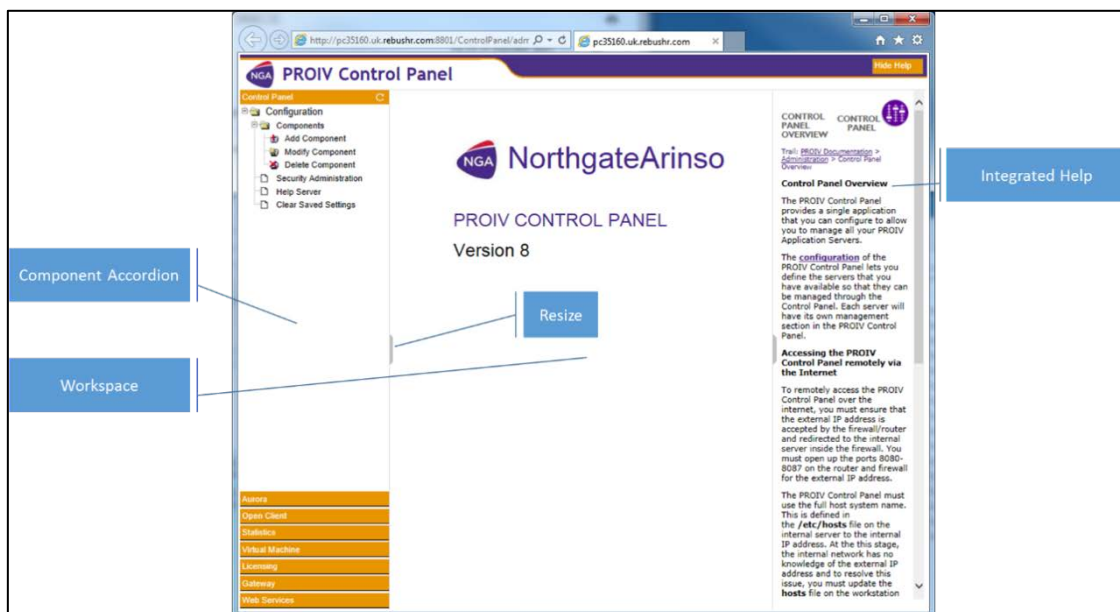 http://pc35160.uk.rebushr.com:8801/ControlPanel/adm
pc35160.uk.rebushr.com
NGA PROIV Control Panel
Hide Help
Control Panel
Configuration
Components
Add Component
Modify Component
Delete Component
Security Administration
Help Server
Clear Saved Settings
Aurora
Open Client
Statistics
Virtual Machine
Licensing
Gateway
Web Services
NGA NorthgateArinso
PROIV CONTROL PANEL
Version 8
CONTROL
PANEL
OVERVIEW
CONTROL
PANEL
Trail: PROIV Documentation >
Administration > Control Panel
Overview
Control Panel Overview
The PROIV Control Panel
provides a single application
that you can configure to allow
you to manage all your PROIV
Application Servers.
The configuration of the
PROIV Control Panel lets you
define the servers that you
have available so that they can
be managed through the
Control Panel. Each server will
have its own management
section in the PROIV Control
Panel.
Accessing the PROIV
Control Panel remotely via
the Internet
To remotely access the PROIV
Control Panel over the
internet, you must ensure that
the external IP address is
accepted by the firewall/router
and redirected to the internal
server inside the firewall. You
must open up the ports 8080-
8087 on the router and firewall
for the external IP address.
The PROIV Control Panel must
use the full host system name.
This is defined in
the /etc/hosts file on the
internal server to the internal
IP address. At the this stage,
the internal network has no
knowledge of the external IP
address and to resolve this
issue, you must update the
hosts file on the workstation
Component Accordion
Workspace
Resize
Integrated Help